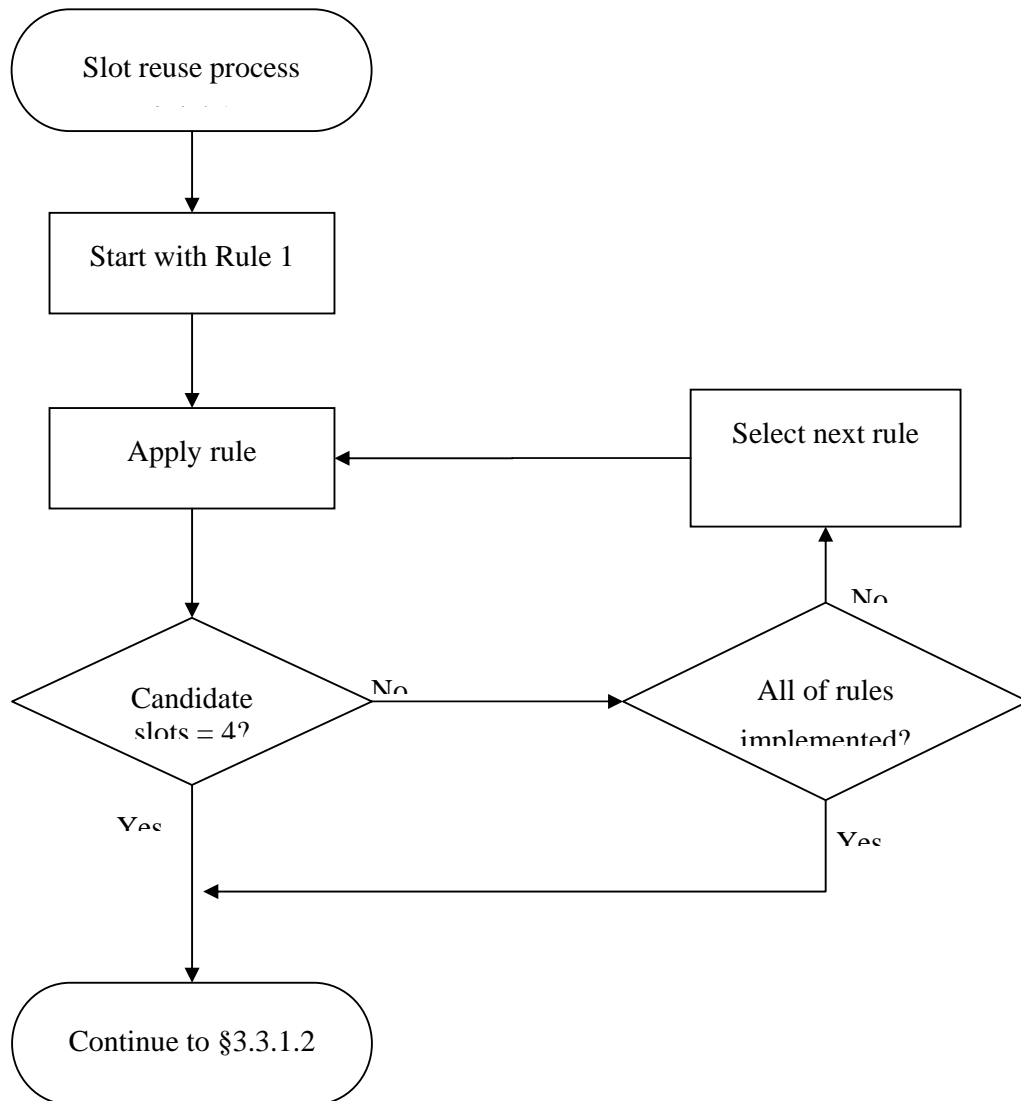 Slot reuse process
Start with Rule 1
Apply rule
Select next rule
No
Candidate
slots = 4?
No
All of rules
implemented?
Yes
Yes
Continue to §3.3.1.2